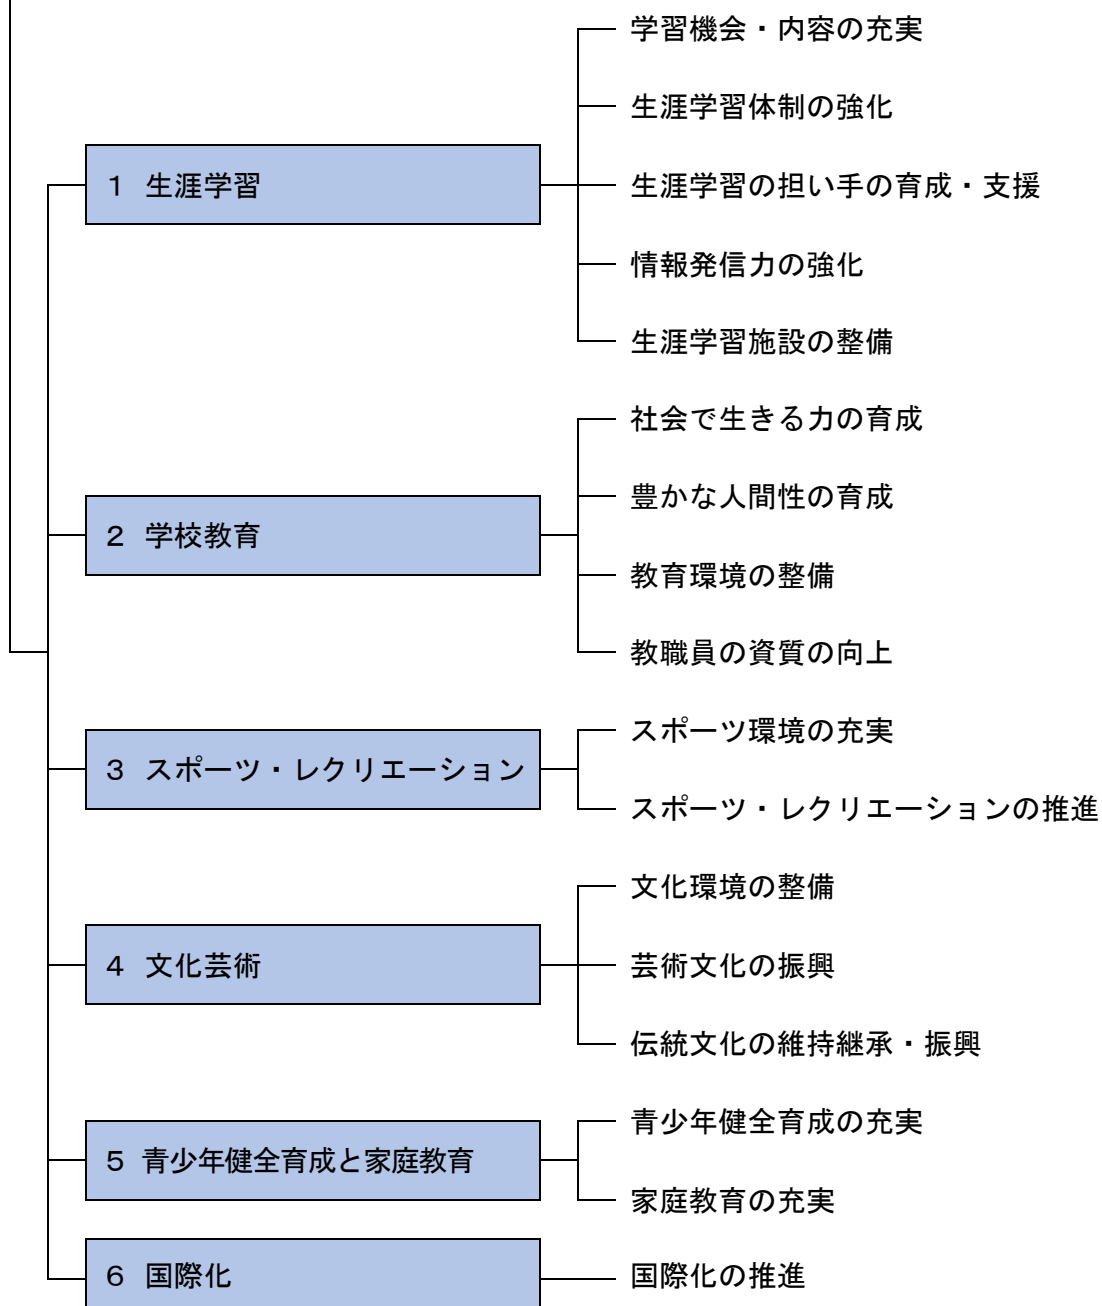 学習機会・内容の充実
生涯学習体制の強化
1 生涯学習
生涯学習の担い手の育成・支援
情報発信力の強化
生涯学習施設の整備
社会で生きる力の育成
豊かな人間性の育成
2 学校教育
教育環境の整備
教職員の資質の向上
スポーツ環境の充実
3 スポーツ・レクリエーション
スポーツ・レクリエーションの推進
文化環境の整備
4 文化芸術
芸術文化の振興
伝統文化の維持継承・振興
青少年健全育成の充実
5 青少年健全育成と家庭教育
家庭教育の充実
6 国際化
国際化の推進